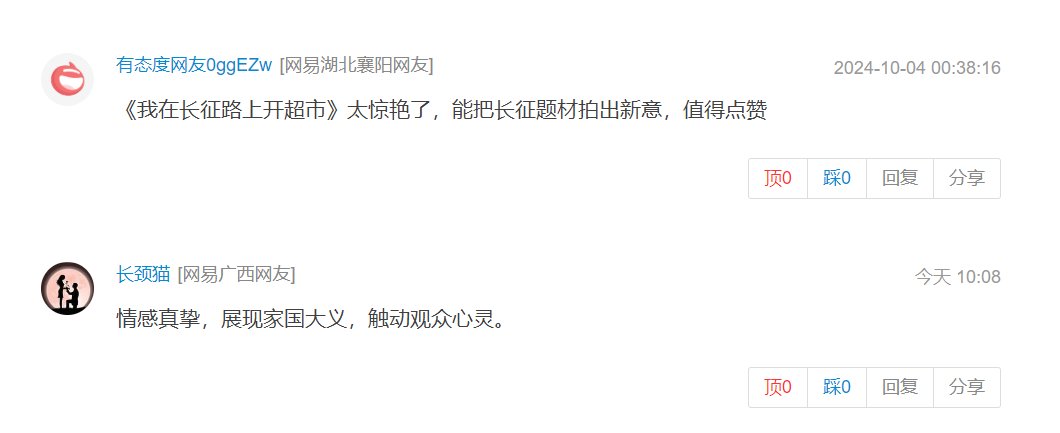 有态度网友0ggEZw [网易湖北襄阳网友] 2024-10-04 00:38:16
《我在长征路上开超市》太惊艳了，能把长征题材拍出新意，值得点赞
顶0 踩0 回复 分享
长颈猫 [网易广西网友] 今天 10:08
情感真挚，展现家国大义，触动观众心灵。
顶0 踩0 回复 分享